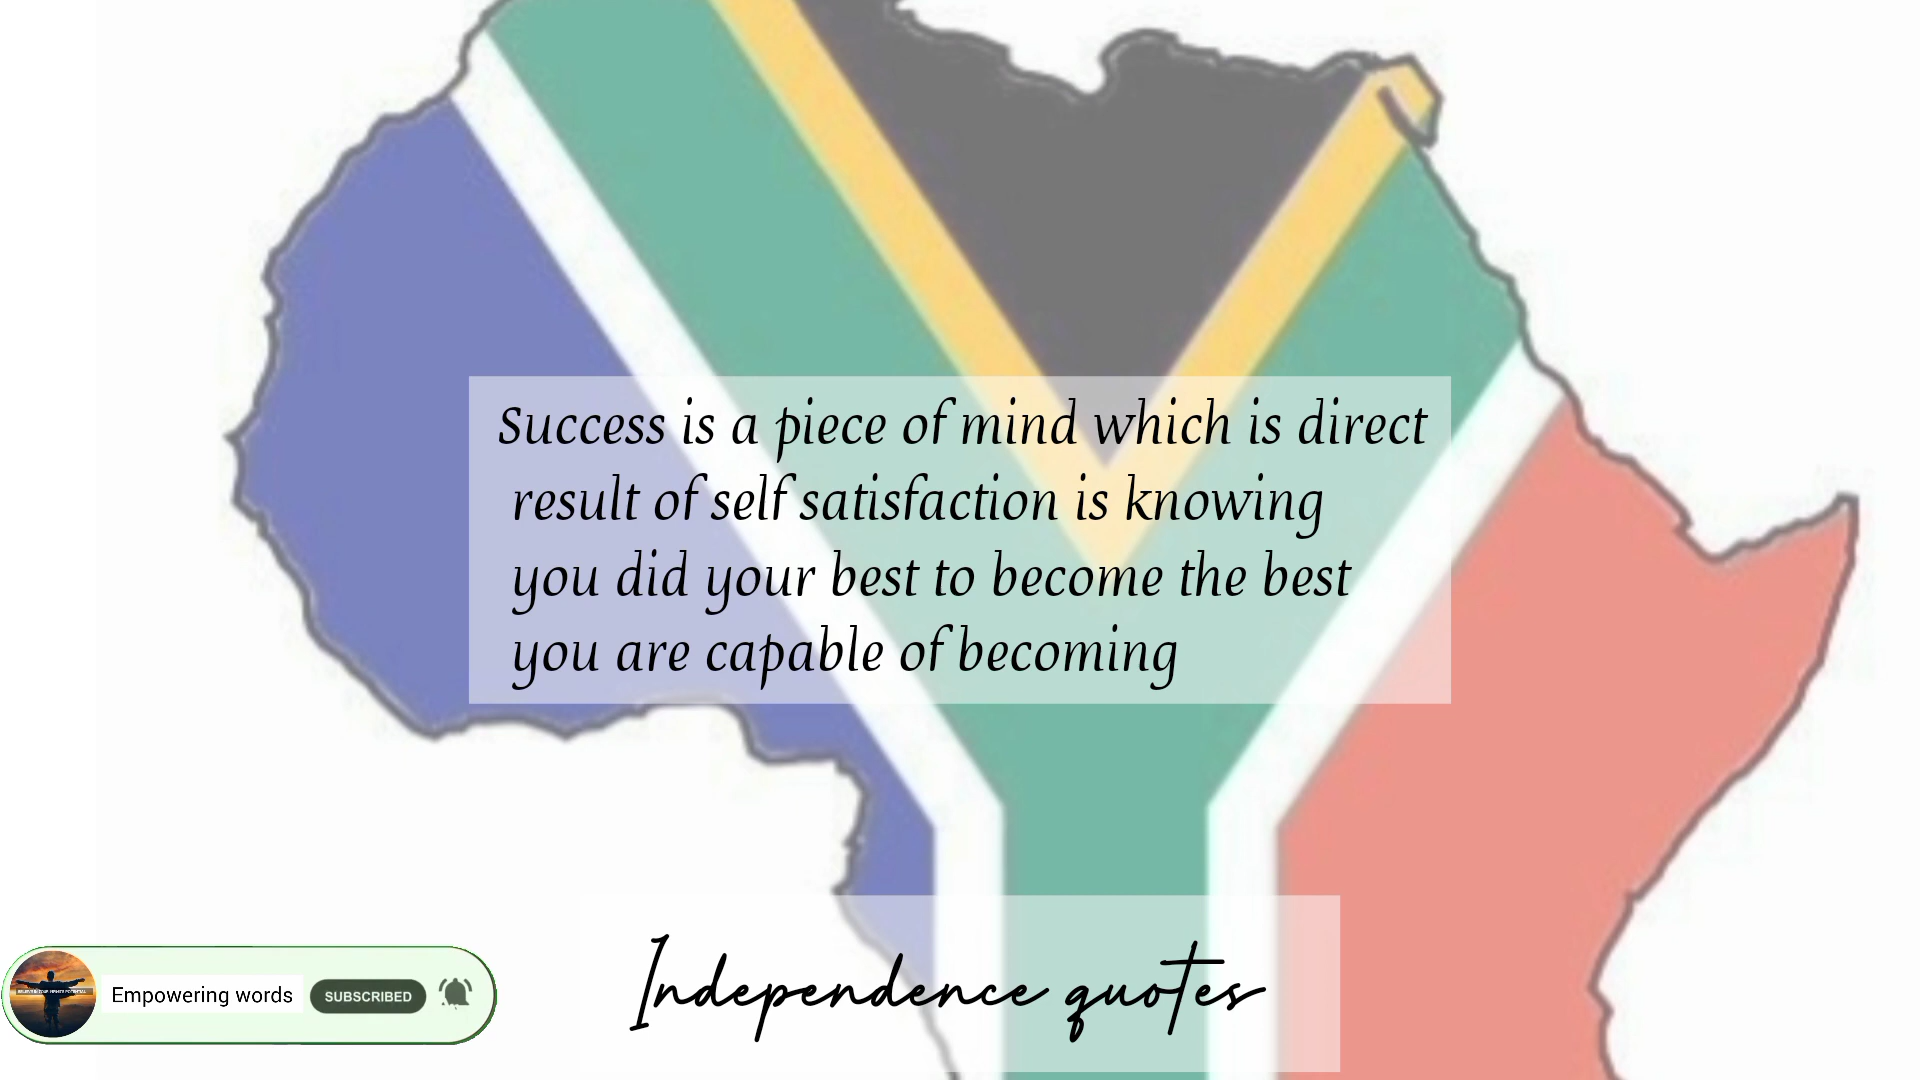 Success is a piece of mind which is direct
result of self satisfaction is knowing
you did your best to become the best
you are capable of becoming
Independence quotes
Empowering words
SUBSCRIBED